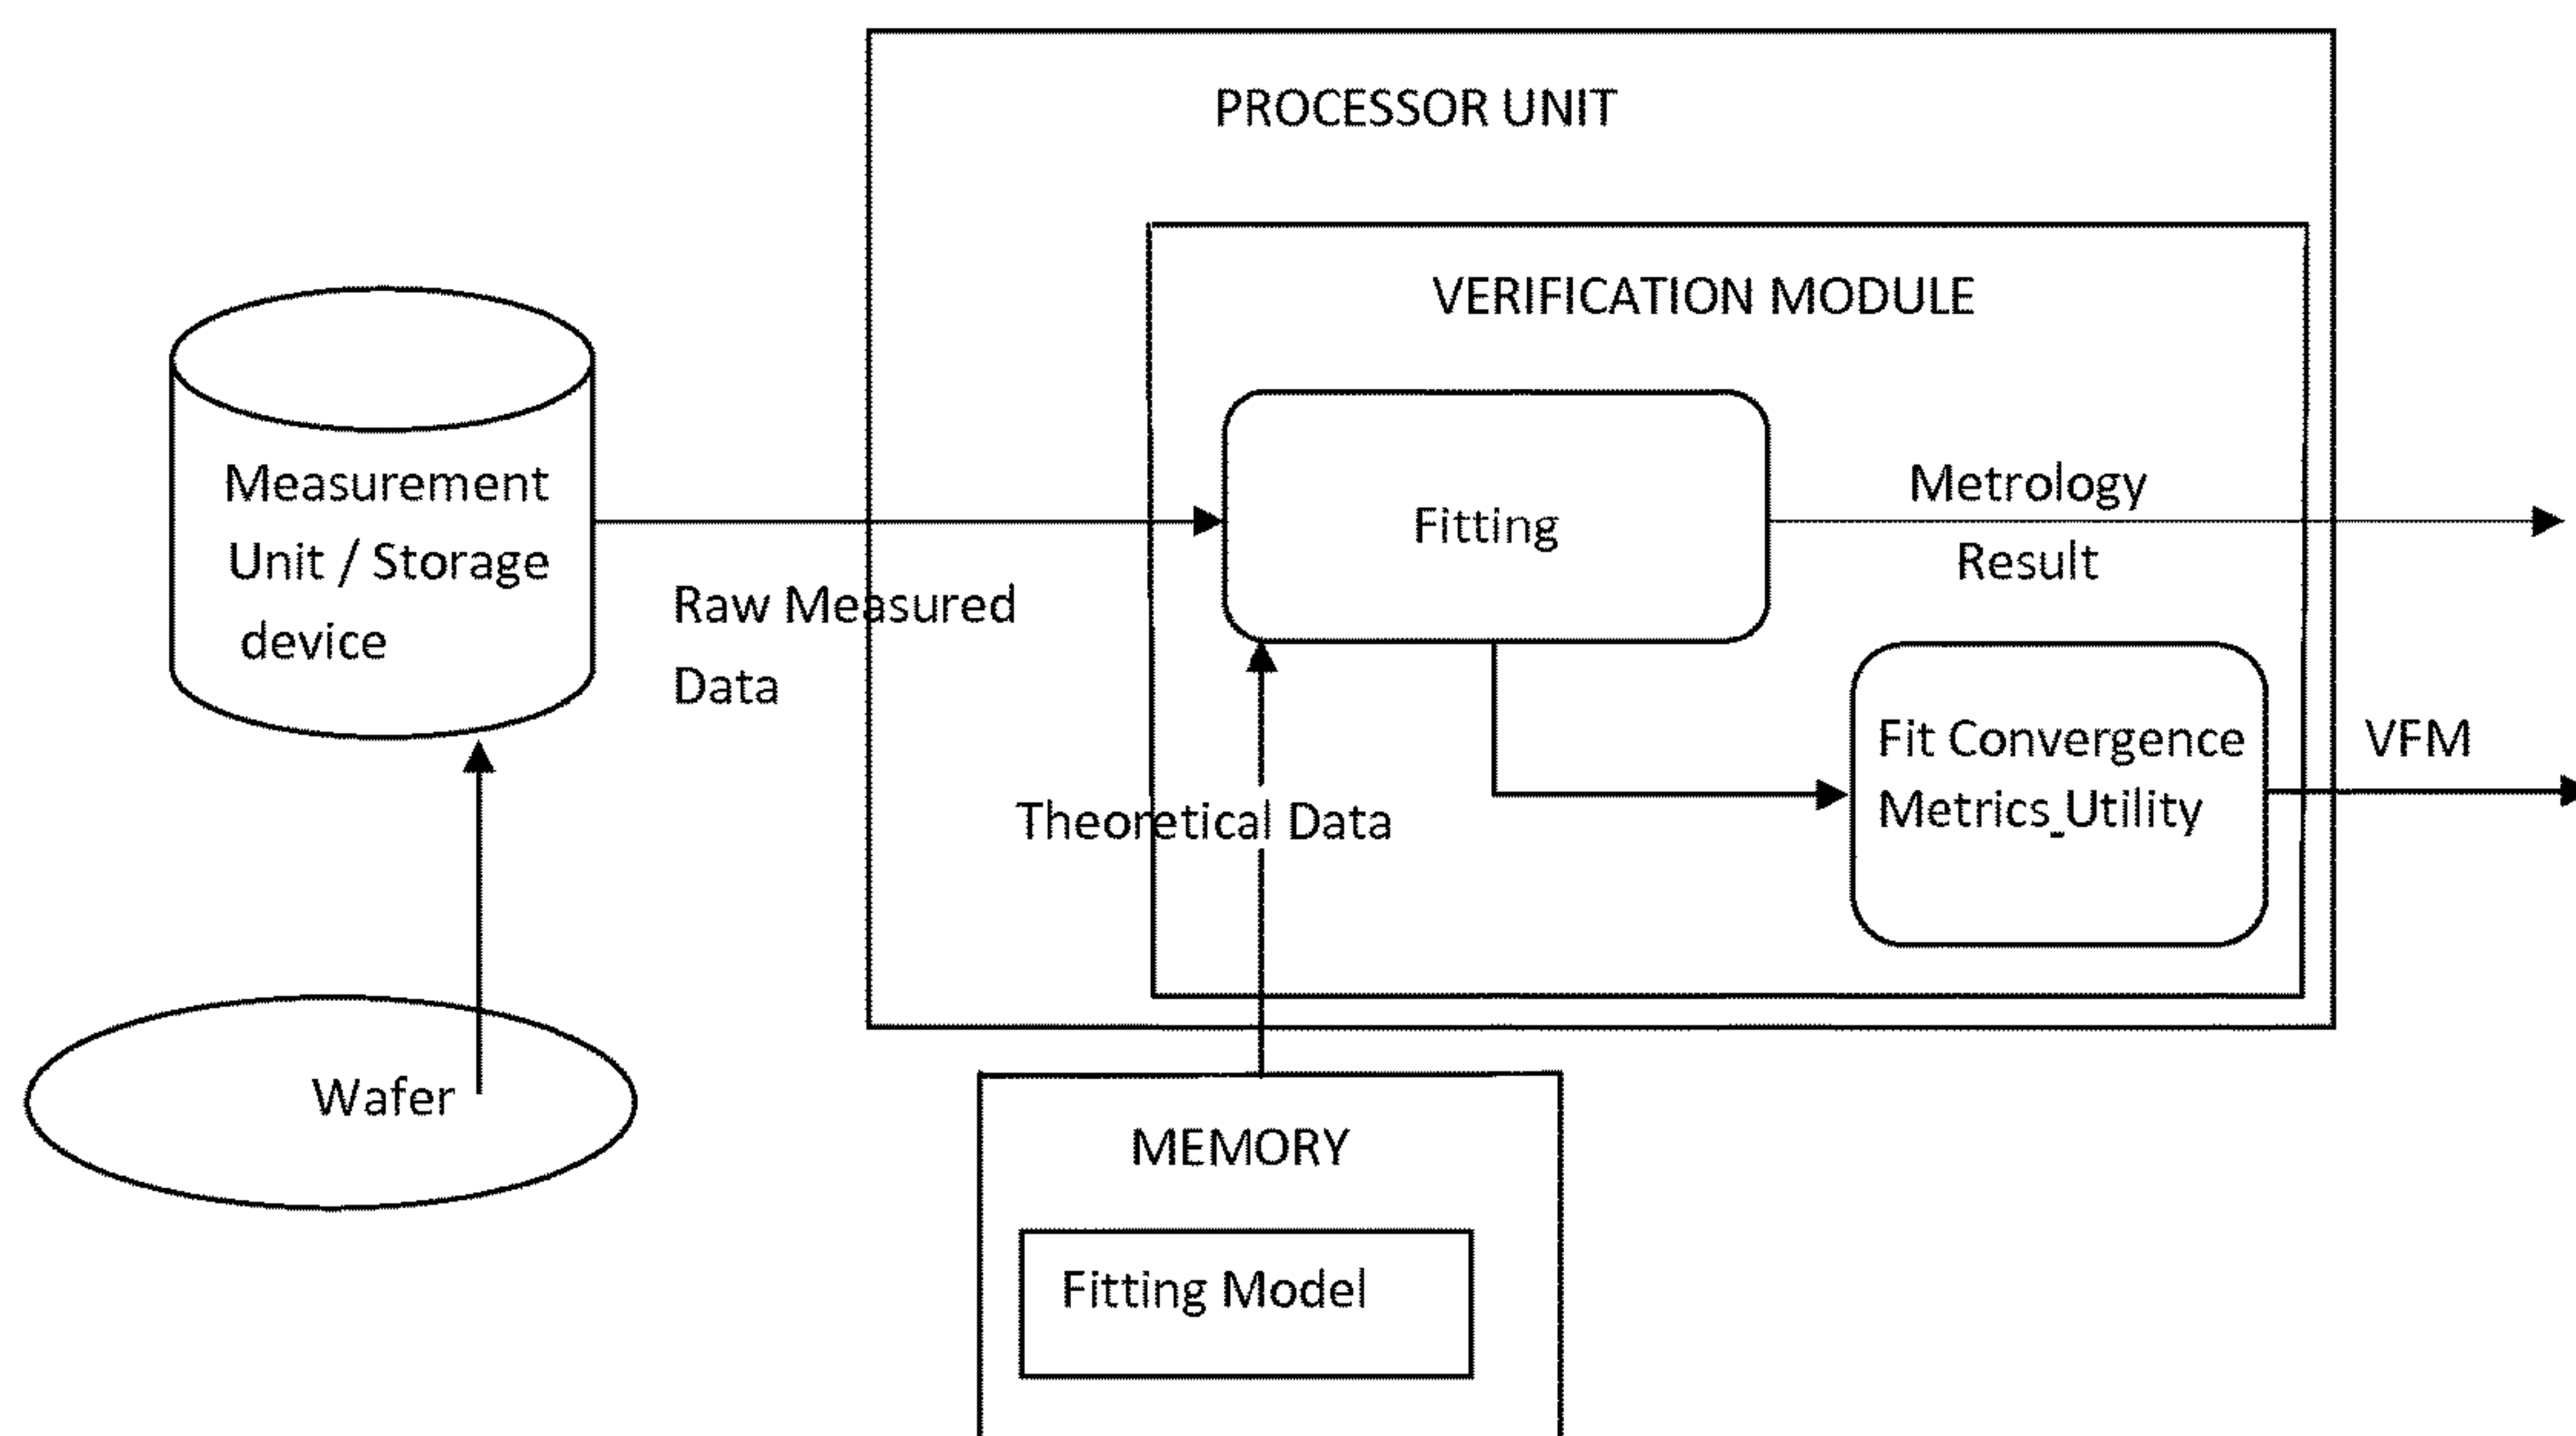 PROCESSOR UNIT
VERIFICATION MODULE
Measurement
Unit / Storage
device
Raw Measured
Data
Fitting
Metrology
Result
Fit Convergence
Metrics_Utility
VFM
Theoretical Data
Wafer
MEMORY
Fitting Model